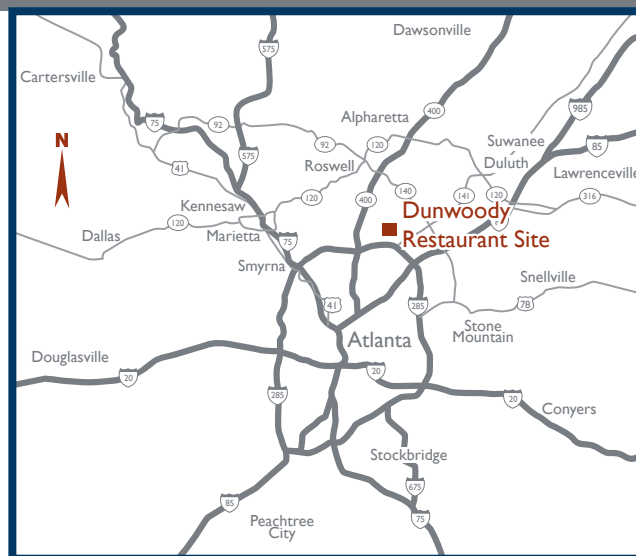 Dawsonville
575
Cartersville
400
985
Alpharetta
75
92
Suwanee
92
120
85
N
575
Roswell
Duluth
41
Lawrenceville
140
141
120
316
Kennesaw
120
400
Dunwoody
Restaurant Site
120
Marietta
75
Dallas
Smyrna
Snellville
41
285
78
Stone
Mountain
Atlanta
Douglasville
20
20
285
20
Conyers
Stockbridge
675
85
75
Peachtree
City